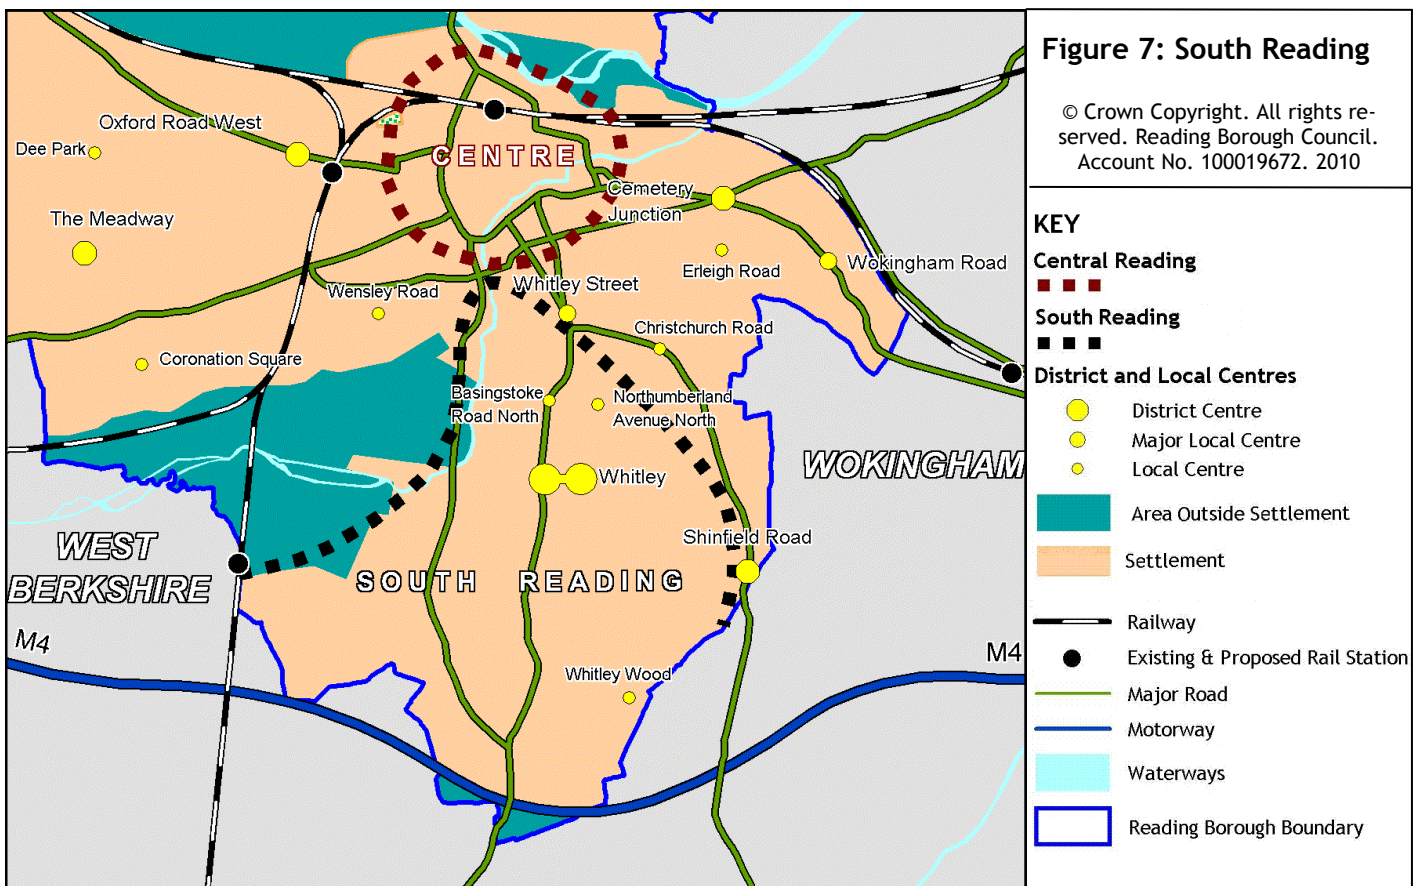 Figure 7: South Reading
© Crown Copyright. All rights re-
served. Reading Borough Council.
Account No. 100019672. 2010
KEY
Central Reading
South Reading
District and Local Centres
District Centre
Major Local Centre
Local Centre
Area Outside Settlement
Settlement
Railway
Existing & Proposed Rail Station
Major Road
Motorway
Waterways
Reading Borough Boundary
Oxford Road West
Dee Park
CENTRE
Cemetery
Junction
The Meadway
Erleigh Road
Wokingham Road
Wensley Road
Whitley Street
Christchurch Road
Coronation Square
Basingstoke
Road North
Northumberland
Avenue North
WOKINGHAM
Whitley
WEST
BERKSHIRE
Shinfield Road
SOUTH READING
M4
M4
Whitley Wood